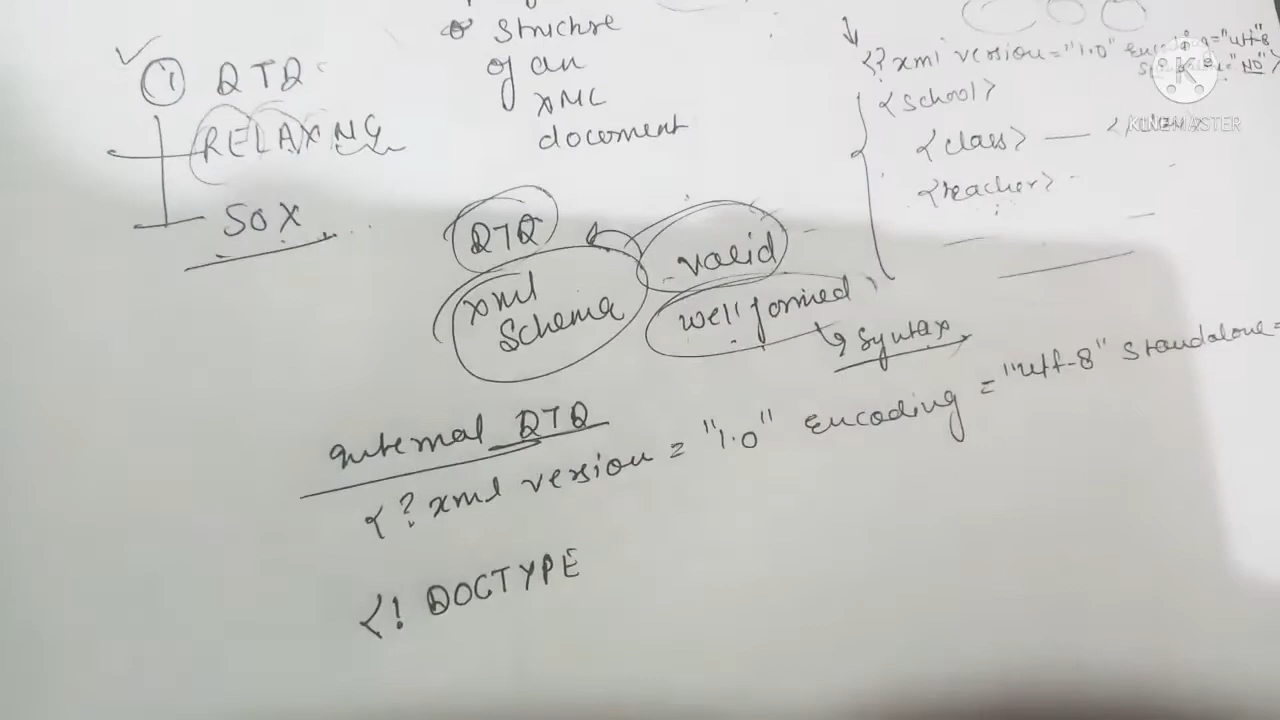 structure
of an
XML
document
① DTD
RELAXNG
SOX
<?xml version="1.0" encoding="utf-8"
"NO">
<school>
<class>
<teacher>
KINEMASTER
DTD
valid
xml
schema
well formed
syntax
Internal DTD
<?xml version = "1.0" encoding = "utf-8" standalone=
<! DOCTYPE